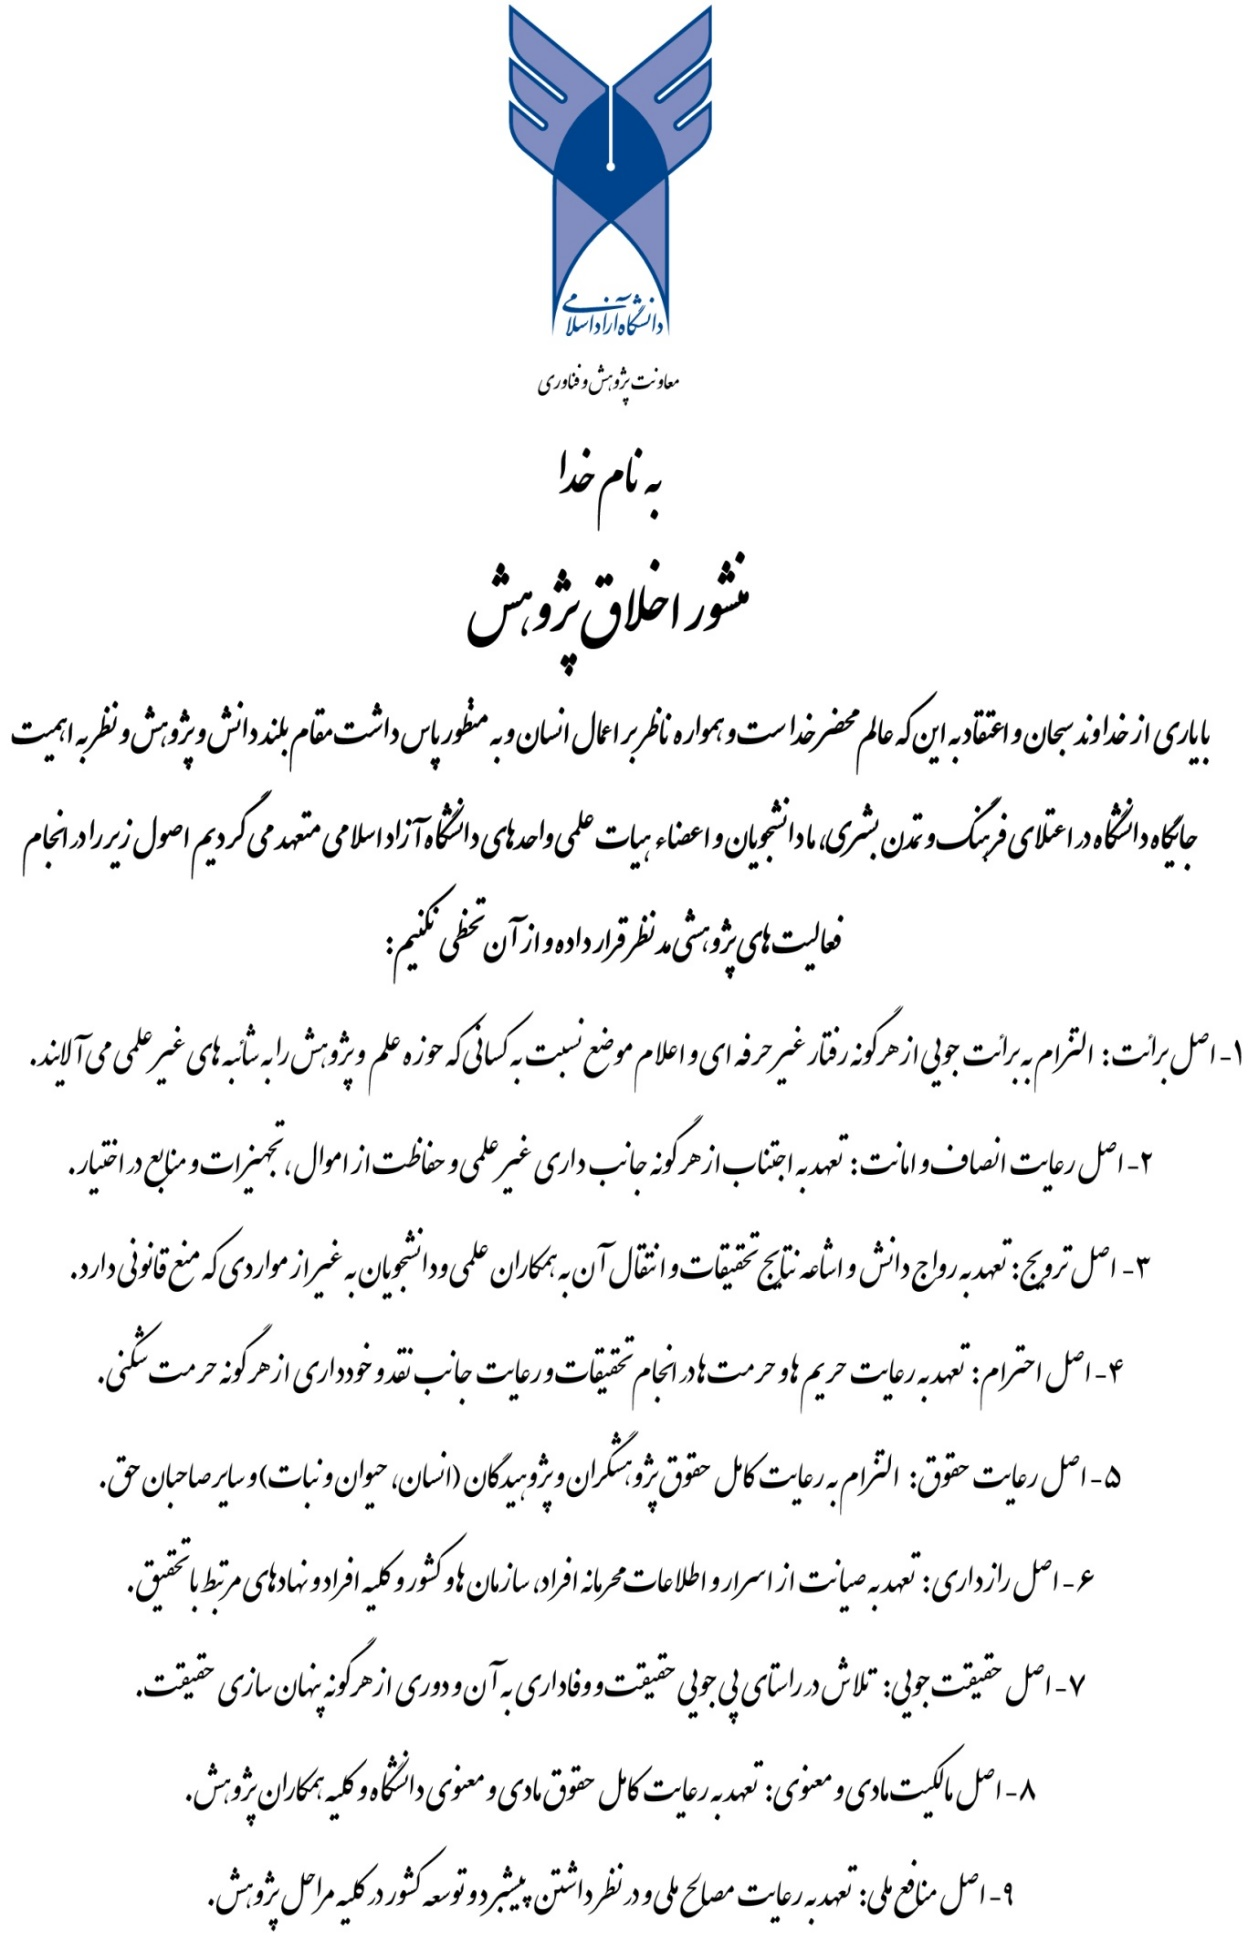 دانشگاه آزاد اسلامی
معاونت پژوهش و فناوری
به نام خدا
منشور اخلاق پژوهش
با یاری از خداوند سبحان و اعتقاد به این که عالم محضر خداست و همواره ناظر بر اعمال انسان و به منظور پاس داشت مقام بلند دانش و پژوهش و نظر به اهمیت
جایگاه دانشگاه در اعتلای فرهنگ و تمدن بشری، ما دانشجویان و اعضاء هیات علمی واحدهای دانشگاه آزاد اسلامی متعهد می گردیم اصول زیر را در انجام
فعالیت های پژوهشی مد نظر قرار داده و از آن تخطی نکنیم:
۱- اصل برائت: التزام به برائت جویی از هرگونه رفتار غیر حرفه ای و اعلام موضع نسبت به کسانی که حوزه علم و پژوهش را به شائبه های غیر علمی می آلایند.
۲- اصل رعایت انصاف و امانت: تعهد به اجتناب از هرگونه جانب داری غیر علمی و حفاظت از اموال، تجهیزات و منابع در اختیار.
۳- اصل ترویج: تعهد به رواج دانش و اشاعه نتایج تحقیقات و انتقال آن به همکاران علمی و دانشجویان به غیر از مواردی که منع قانونی دارد.
۴- اصل احترام: تعهد به رعایت حریم ها و حرمت ها در انجام تحقیقات و رعایت جانب نقد و خودداری از هرگونه حرمت شکنی.
۵- اصل رعایت حقوق: التزام به رعایت کامل حقوق پژوهشگران و پژوهیدگان (انسان، حیوان و نبات) و سایر صاحبان حق.
۶- اصل رازداری: تعهد به صیانت از اسرار و اطلاعات محرمانه افراد، سازمان ها و کشور و کلیه افراد و نهادهای مرتبط با تحقیق.
۷- اصل حقیقت جویی: تلاش در راستای پی جویی حقیقت و وفاداری به آن و دوری از هرگونه پنهان سازی حقیقت.
۸- اصل مالکیت مادی و معنوی: تعهد به رعایت کامل حقوق مادی و معنوی دانشگاه و کلیه همکاران پژوهش.
۹- اصل منافع ملی: تعهد به رعایت مصالح ملی و در نظر داشتن پیشبرد و توسعه کشور در کلیه مراحل پژوهش.